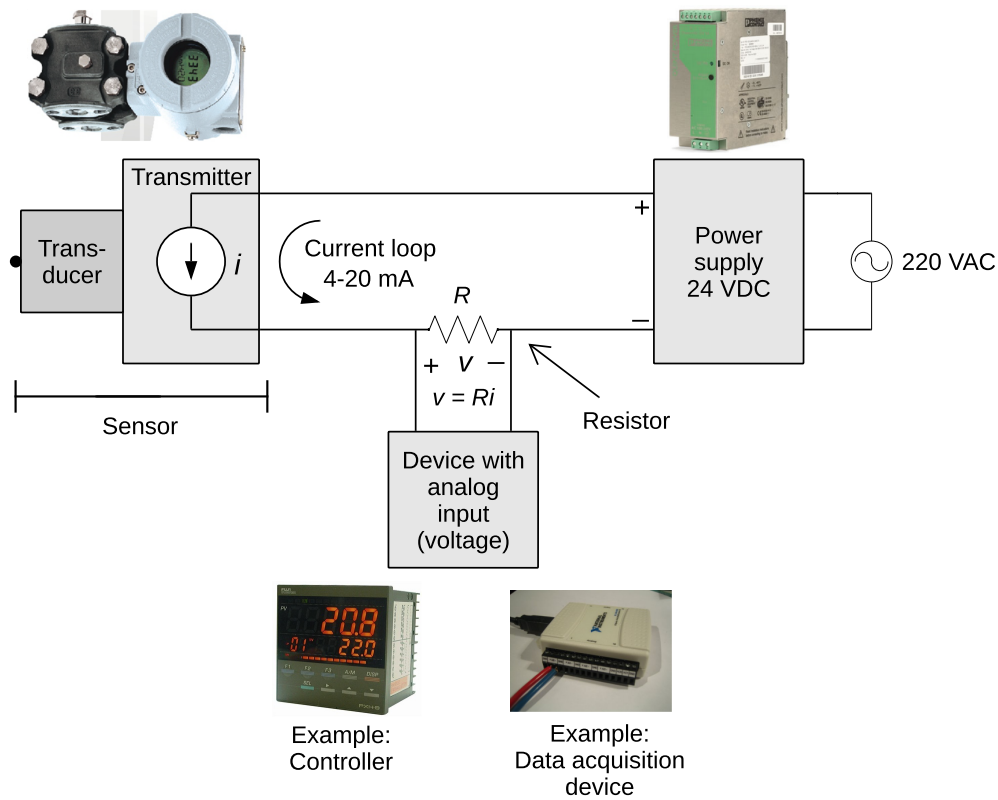 Transmitter
Trans-
ducer
i
Current loop
4-20 mA
+
Power
supply
24 VDC
220 VAC
R
–
+ v –
v = Ri
Resistor
Sensor
Device with
analog
input
(voltage)
PV
20.8
22.0
Example:
Controller
Example:
Data acquisition
device